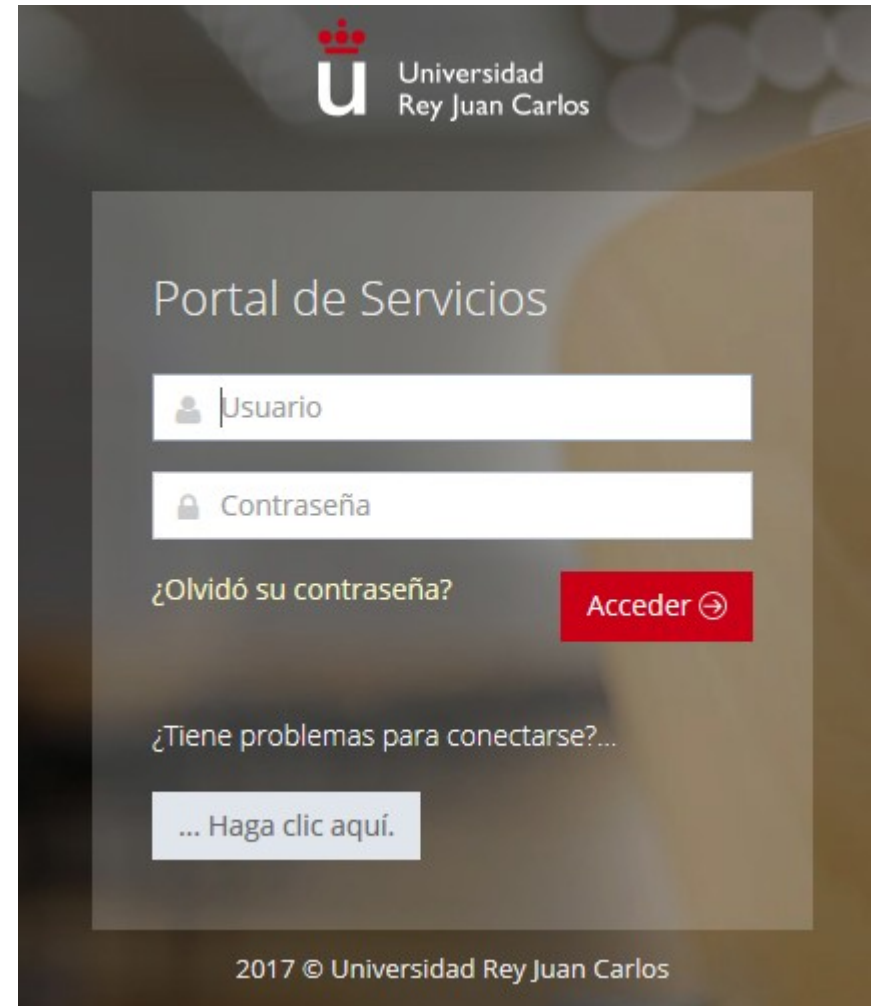 Universidad
Rey Juan Carlos
Portal de Servicios
Usuario
Contraseña
¿Olvidó su contraseña?
Acceder
¿Tiene problemas para conectarse?...
... Haga clic aquí.
2017 © Universidad Rey Juan Carlos